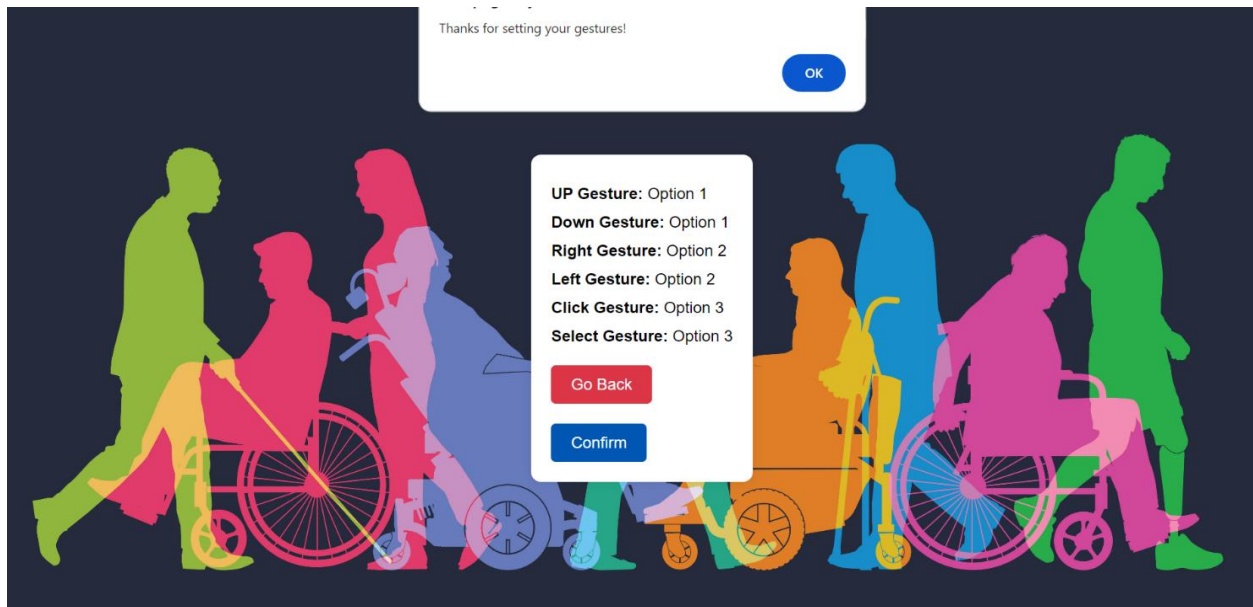 Thanks for setting your gestures!
OK
UP Gesture: Option 1
Down Gesture: Option 1
Right Gesture: Option 2
Left Gesture: Option 2
Click Gesture: Option 3
Select Gesture: Option 3
Go Back
Confirm